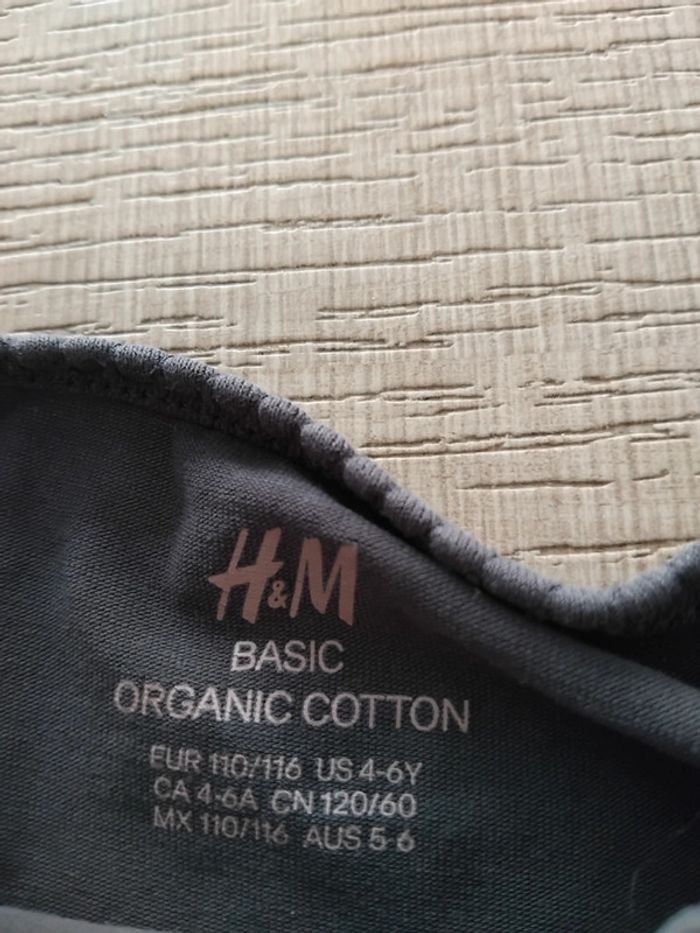 H&M
BASIC
ORGANIC COTTON
EUR 110/116 US 4-6Y
CA 4-6A CN 120/60
MX 110/116 AUS 5-6